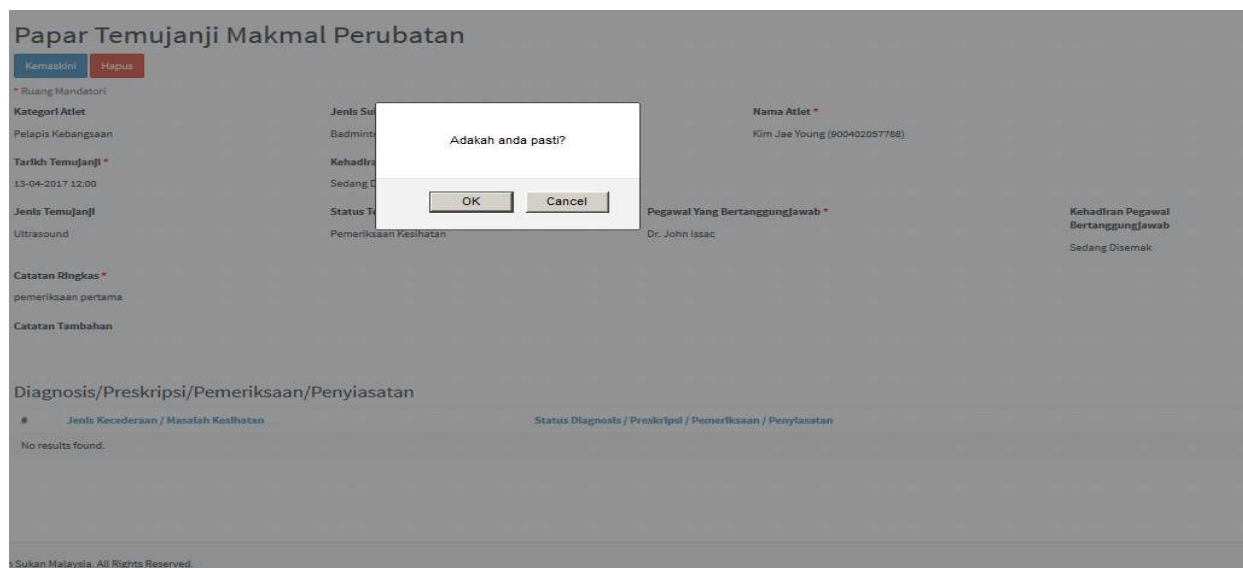 Papar Temujanji Makmal Perubatan
Kemaskini Hapus
* Ruang Mandatori
Kategori Atlet Jenis Nama Atlet *
Pelapis Kebangsaan Kim Jae Young (900402057788)
Adakah anda pasti?
Tarikh Temujanji *
13-04-2017 12:00 Sedang
OK Cancel
Jenis Temujanji Status Pegawai Yang Bertanggungjawab * Kehadiran Pegawai
Bertanggungjawab
Ultrasound Pemeriksaan Kesihatan Dr. John Issac
Sedang Disemak
Catatan Ringkas *
pemeriksaan pertama
Catatan Tambahan
Diagnosis/Preskripsi/Pemeriksaan/Penyiasatan
# Jenis Kecederaan / Masalah Kesihatan Status Diagnosis / Preskripsi / Pemeriksaan / Penyiasatan
No results found.
Sukan Malaysia. All Rights Reserved.